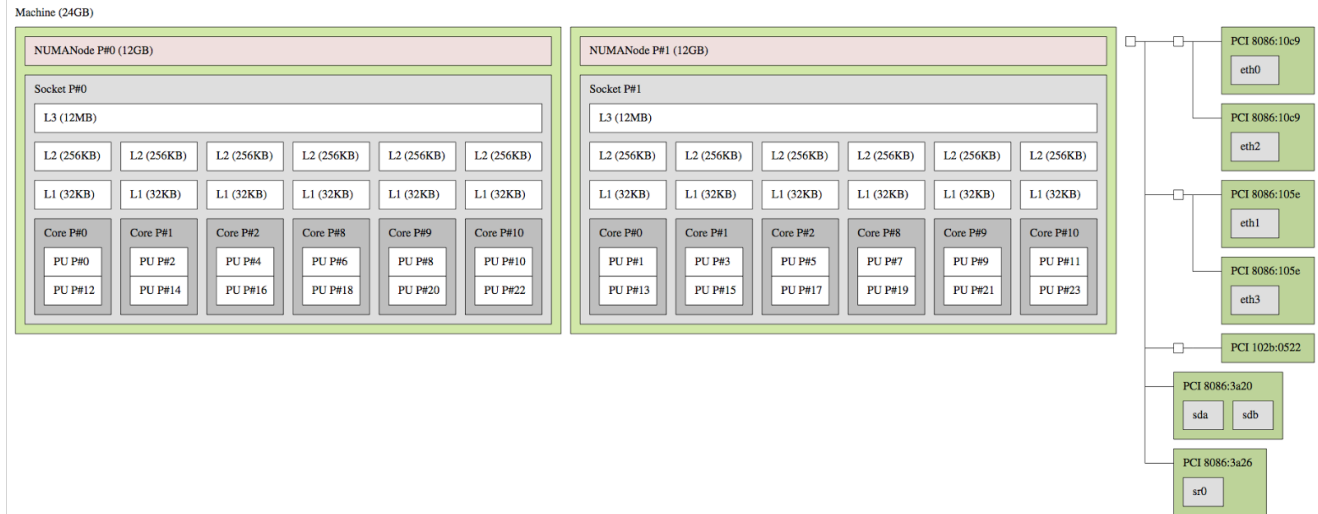 Machine (24GB)
NUMANode P#0 (12GB)
Socket P#0
L3 (12MB)
L2 (256KB) L2 (256KB) L2 (256KB) L2 (256KB) L2 (256KB) L2 (256KB)
L1 (32KB) L1 (32KB) L1 (32KB) L1 (32KB) L1 (32KB) L1 (32KB)
Core P#0 Core P#1 Core P#2 Core P#8 Core P#9 Core P#10
PU P#0 PU P#2 PU P#4 PU P#6 PU P#8 PU P#10
PU P#12 PU P#14 PU P#16 PU P#18 PU P#20 PU P#22
NUMANode P#1 (12GB)
Socket P#1
L3 (12MB)
L2 (256KB) L2 (256KB) L2 (256KB) L2 (256KB) L2 (256KB) L2 (256KB)
L1 (32KB) L1 (32KB) L1 (32KB) L1 (32KB) L1 (32KB) L1 (32KB)
Core P#0 Core P#1 Core P#2 Core P#8 Core P#9 Core P#10
PU P#1 PU P#3 PU P#5 PU P#7 PU P#9 PU P#11
PU P#13 PU P#15 PU P#17 PU P#19 PU P#21 PU P#23
PCI 8086:10c9
eth0
PCI 8086:10c9
eth2
PCI 8086:105e
eth1
PCI 8086:105e
eth3
PCI 102b:0522
PCI 8086:3a20
sda sdb
PCI 8086:3a26
sr0